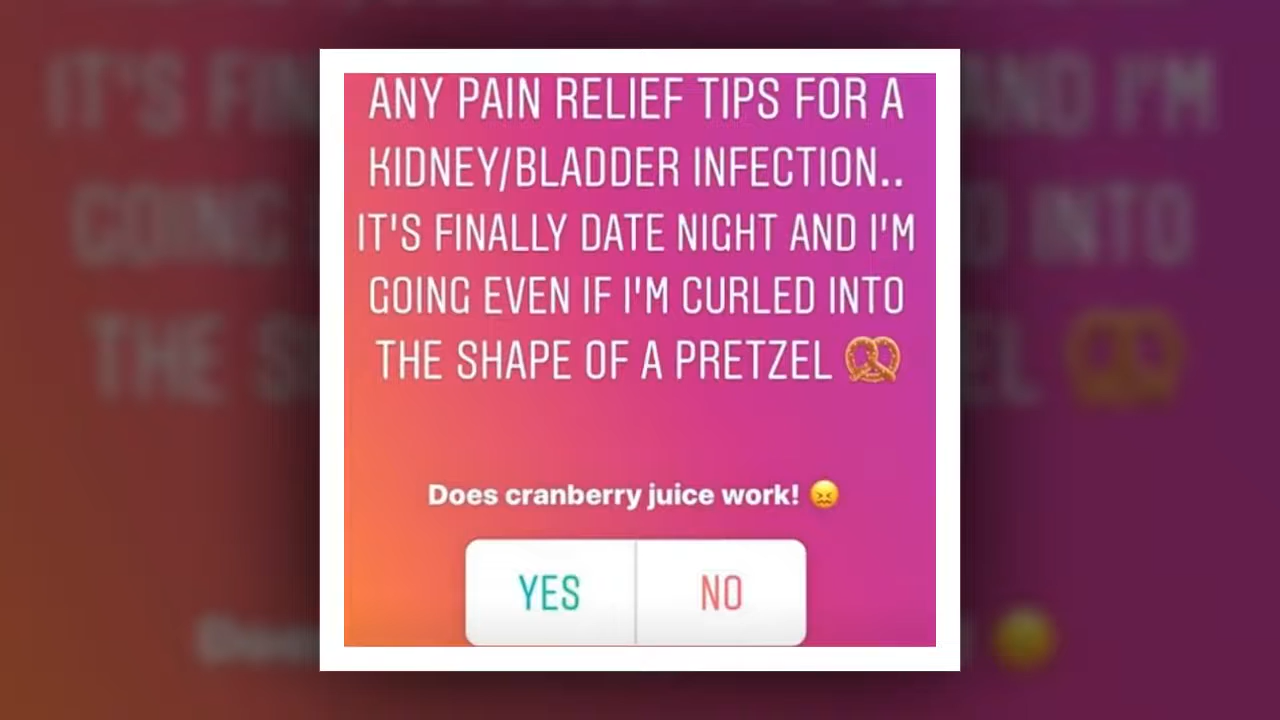 ANY PAIN RELIEF TIPS FOR A
KIDNEY/BLADDER INFECTION..
IT'S FINALLY DATE NIGHT AND I'M
GOING EVEN IF I'M CURLED INTO
THE SHAPE OF A PRETZEL 🥨
Does cranberry juice work! 😖
YES NO